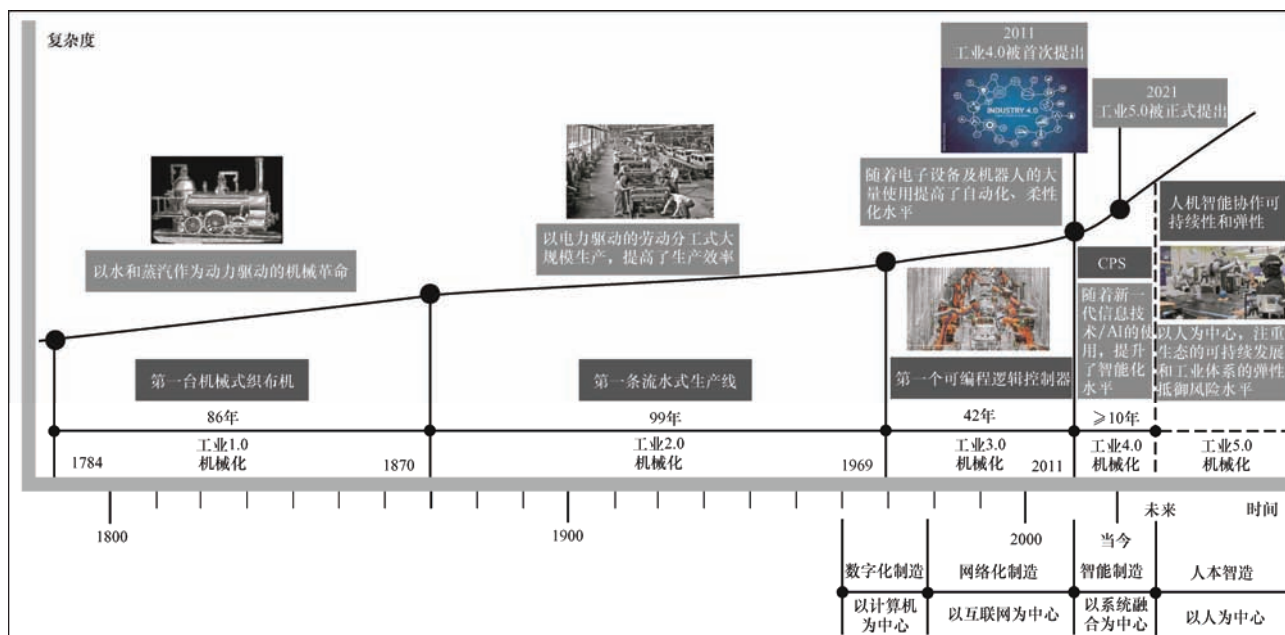 复杂度
2011
工业4.0被首次提出
INDUSTRY 4.0
2021
工业5.0被正式提出
随着电子设备及机器人的大
量使用提高了自动化、柔性
化水平
人机智能协作可
持续性和弹性
以水和蒸汽作为动力驱动的机械革命
以电力驱动的劳动分工式大
规模生产，提高了生产效率
CPS
随着新一
代信息技
术/AI的使
用，提升
了智能化
水平
以人为中心，注重
生态的可持续发展
和工业体系的弹性
抵御风险水平
第一台机械式织布机
第一条流水式生产线
第一个可编程逻辑控制器
86年
99年
42年
≥10年
工业1.0
机械化
工业2.0
机械化
工业3.0
机械化
工业4.0
机械化
工业5.0
机械化
1784
1870
1969
2011
未来
时间
1800
1900
2000
当今
数字化制造
网络化制造
智能制造
人本智造
以计算机
为中心
以互联网为中心
以系统融
合为中心
以人为中心